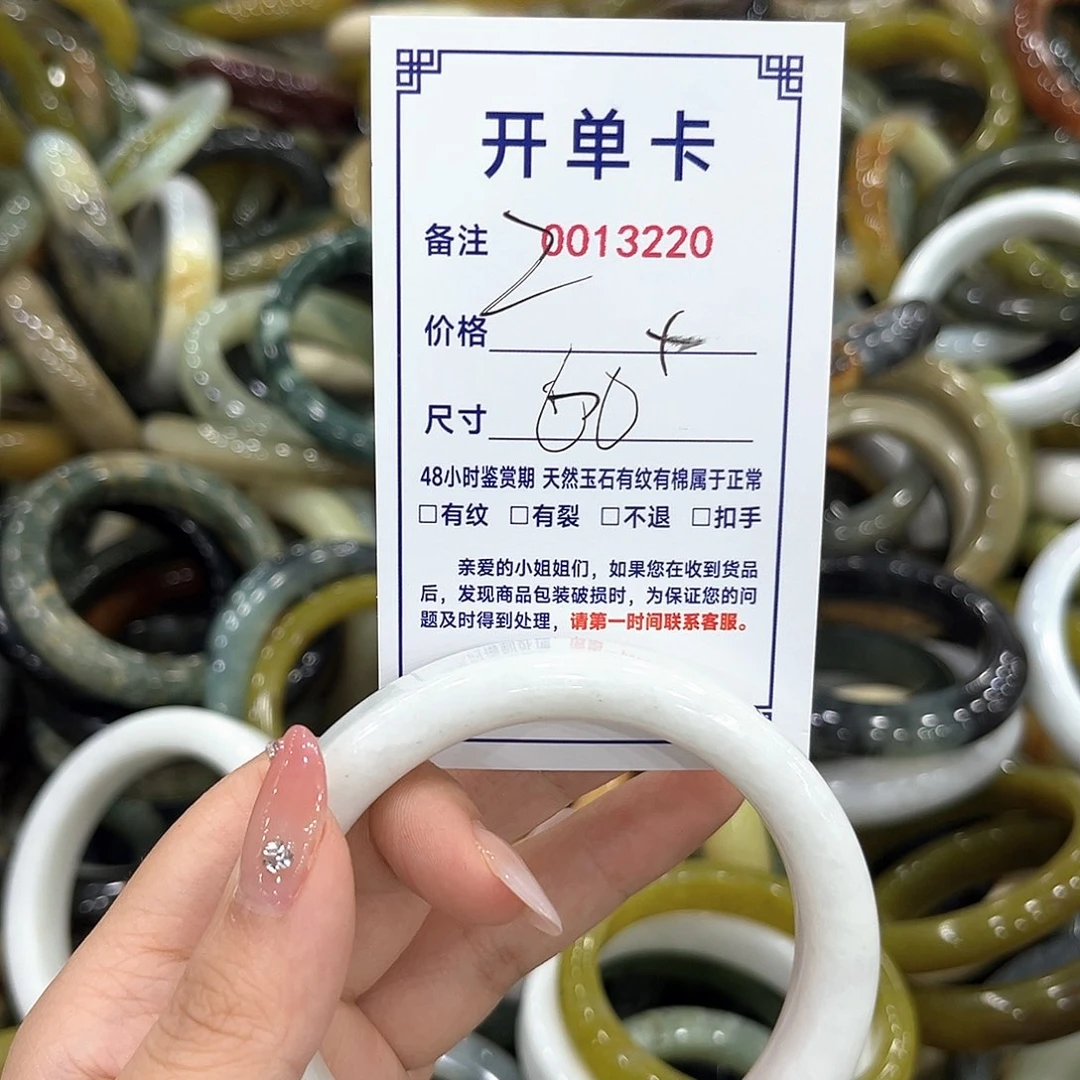 开单卡
备注 0013220
Z
价格 +
尺寸 60
48小时鉴赏期 天然玉石有纹有棉属于正常
□有纹 □有裂 □不退 □扣手
亲爱的小姐姐们，如果您在收到货品
后，发现商品包装破损时，为保证您的问
题及时得到处理，请第一时间联系客服。